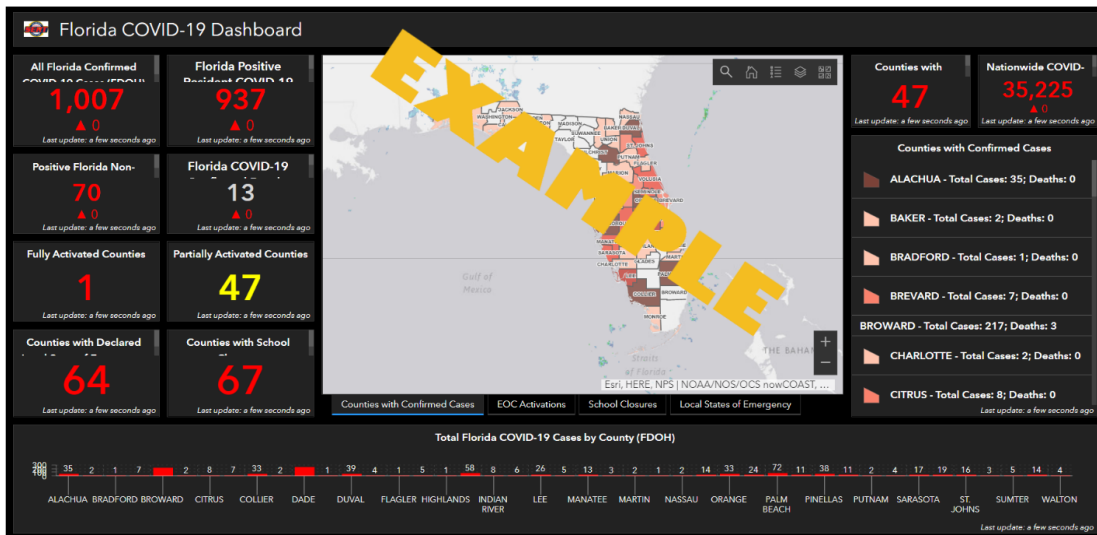 Florida COVID-19 Dashboard
All Florida Confirmed
1,007
▲ 0
Last update: a few seconds ago
Florida Positive
Resident COVID-19
937
▲ 0
Last update: a few seconds ago
Positive Florida Non-
70
▲ 0
Last update: a few seconds ago
Florida COVID-19
13
▲ 0
Last update: a few seconds ago
Fully Activated Counties
1
Last update: a few seconds ago
Partially Activated Counties
47
Last update: a few seconds ago
Counties with Declared
64
Last update: a few seconds ago
Counties with School
67
Last update: a few seconds ago
EXAMPLE
JACKSON
WASHINGTON
MADISON
NASSAU
BAKER
DUVAL
SUWANNEE
TAYLOR
UNION
ST. JOHNS
PUTNAM
FLAGLER
VOLUSIA
BREVARD
SARASOTA
CHARLOTTE
GLADES
LEE
COLLIER
BROWARD
MONROE
Gulf of
Mexico
Straits
of Florida
THE BAHAM
+
−
Esri, HERE, NPS | NOAA/NOS/OCS nowCOAST, ...
Counties with Confirmed Cases
EOC Activations
School Closures
Local States of Emergency
Counties with
47
Last update: a few seconds ago
Nationwide COVID-
35,225
▲ 0
Last update: a few seconds ago
Counties with Confirmed Cases
ALACHUA - Total Cases: 35; Deaths: 0
BAKER - Total Cases: 2; Deaths: 0
BRADFORD - Total Cases: 1; Deaths: 0
BREVARD - Total Cases: 7; Deaths: 0
BROWARD - Total Cases: 217; Deaths: 3
CHARLOTTE - Total Cases: 2; Deaths: 0
CITRUS - Total Cases: 8; Deaths: 0
Last update: a few seconds ago
Total Florida COVID-19 Cases by County (FDOH)
35 2 1 7 2 8 7 33 2 1 39 4 1 5 1 58 8 6 26 5 13 3 2 1 2 14 33 24 72 11 38 11 2 4 17 19 16 3 5 14 4
ALACHUA BRADFORD BROWARD CITRUS COLLIER DADE DUVAL FLAGLER HIGHLANDS INDIAN RIVER LEE MANATEE MARTIN NASSAU ORANGE PALM BEACH PINELLAS PUTNAM SARASOTA ST. JOHNS SUMTER WALTON
Last update: a few seconds ago